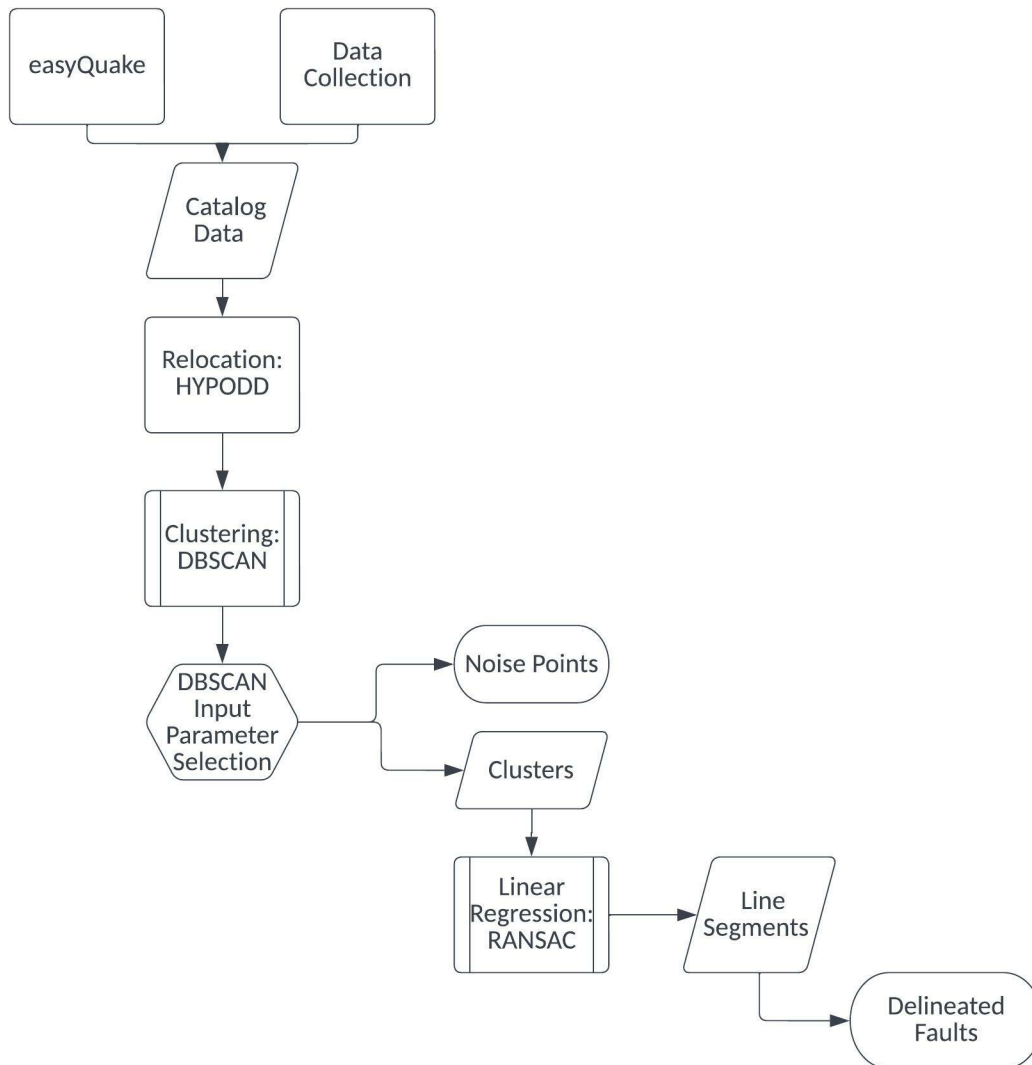 easyQuake
Data
Collection
Catalog
Data
Relocation:
HYPODD
Clustering:
DBSCAN
DBSCAN
Input
Parameter
Selection
Noise Points
Clusters
Linear
Regression:
RANSAC
Line
Segments
Delineated
Faults